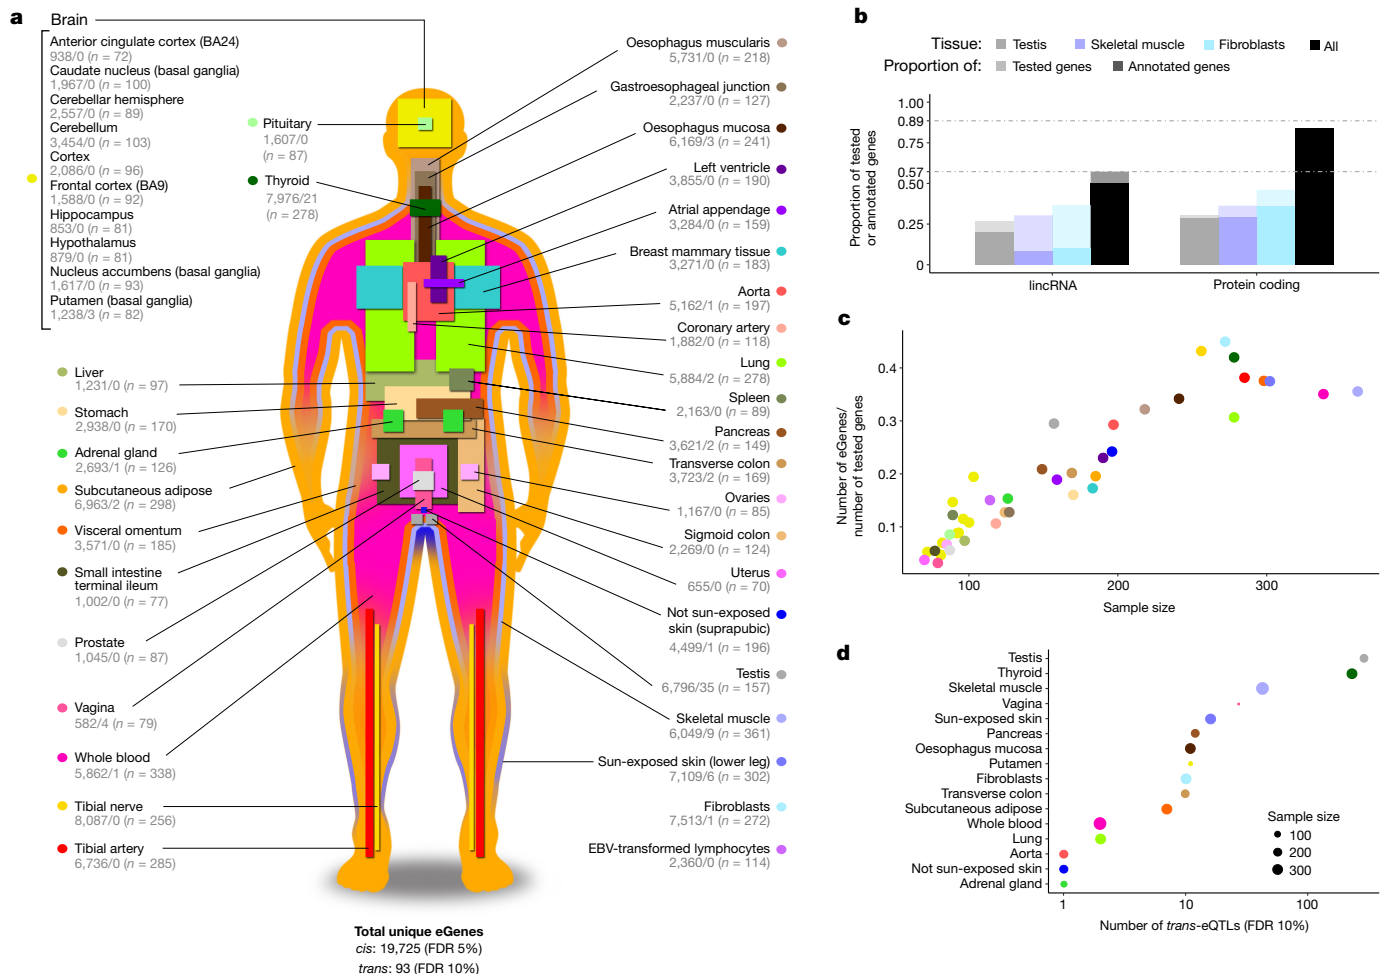 a
Brain
Anterior cingulate cortex (BA24)
938/0 (n = 72)
Caudate nucleus (basal ganglia)
1,967/0 (n = 100)
Cerebellar hemisphere
2,557/0 (n = 89)
Cerebellum
3,454/0 (n = 103)
Cortex
2,086/0 (n = 96)
Frontal cortex (BA9)
1,588/0 (n = 92)
Hippocampus
853/0 (n = 81)
Hypothalamus
879/0 (n = 81)
Nucleus accumbens (basal ganglia)
1,617/0 (n = 93)
Putamen (basal ganglia)
1,238/3 (n = 82)
Pituitary
1,607/0
(n = 87)
Thyroid
7,976/21
(n = 278)
Liver
1,231/0 (n = 97)
Stomach
2,938/0 (n = 170)
Adrenal gland
2,693/1 (n = 126)
Subcutaneous adipose
6,963/2 (n = 298)
Visceral omentum
3,571/0 (n = 185)
Small intestine
terminal ileum
1,002/0 (n = 77)
Prostate
1,045/0 (n = 87)
Vagina
582/4 (n = 79)
Whole blood
5,862/1 (n = 338)
Tibial nerve
8,087/0 (n = 256)
Tibial artery
6,736/0 (n = 285)
Oesophagus muscularis
5,731/0 (n = 218)
Gastroesophageal junction
2,237/0 (n = 127)
Oesophagus mucosa
6,169/3 (n = 241)
Left ventricle
3,855/0 (n = 190)
Atrial appendage
3,284/0 (n = 159)
Breast mammary tissue
3,271/0 (n = 183)
Aorta
5,162/1 (n = 197)
Coronary artery
1,882/0 (n = 118)
Lung
5,884/2 (n = 278)
Spleen
2,163/0 (n = 89)
Pancreas
3,621/2 (n = 149)
Transverse colon
3,723/2 (n = 169)
Ovaries
1,167/0 (n = 85)
Sigmoid colon
2,269/0 (n = 124)
Uterus
655/0 (n = 70)
Not sun-exposed
skin (suprapubic)
4,499/1 (n = 196)
Testis
6,796/35 (n = 157)
Skeletal muscle
6,049/9 (n = 361)
Sun-exposed skin (lower leg)
7,109/6 (n = 302)
Fibroblasts
7,513/1 (n = 272)
EBV-transformed lymphocytes
2,360/0 (n = 114)
Total unique eGenes
cis: 19,725 (FDR 5%)
trans: 93 (FDR 10%)
b
Tissue: Testis Skeletal muscle Fibroblasts All
Proportion of: Tested genes Annotated genes
Proportion of tested
or annotated genes
1.00
0.89
0.75
0.57
0.50
0.25
0
lincRNA Protein coding
c
Number of eGenes/
number of tested genes
0.4
0.3
0.2
0.1
100 200 300
Sample size
d
Testis
Thyroid
Skeletal muscle
Vagina
Sun-exposed skin
Pancreas
Oesophagus mucosa
Putamen
Fibroblasts
Transverse colon
Subcutaneous adipose
Whole blood
Lung
Aorta
Not sun-exposed skin
Adrenal gland
Sample size
100
200
300
1 10 100
Number of trans-eQTLs (FDR 10%)